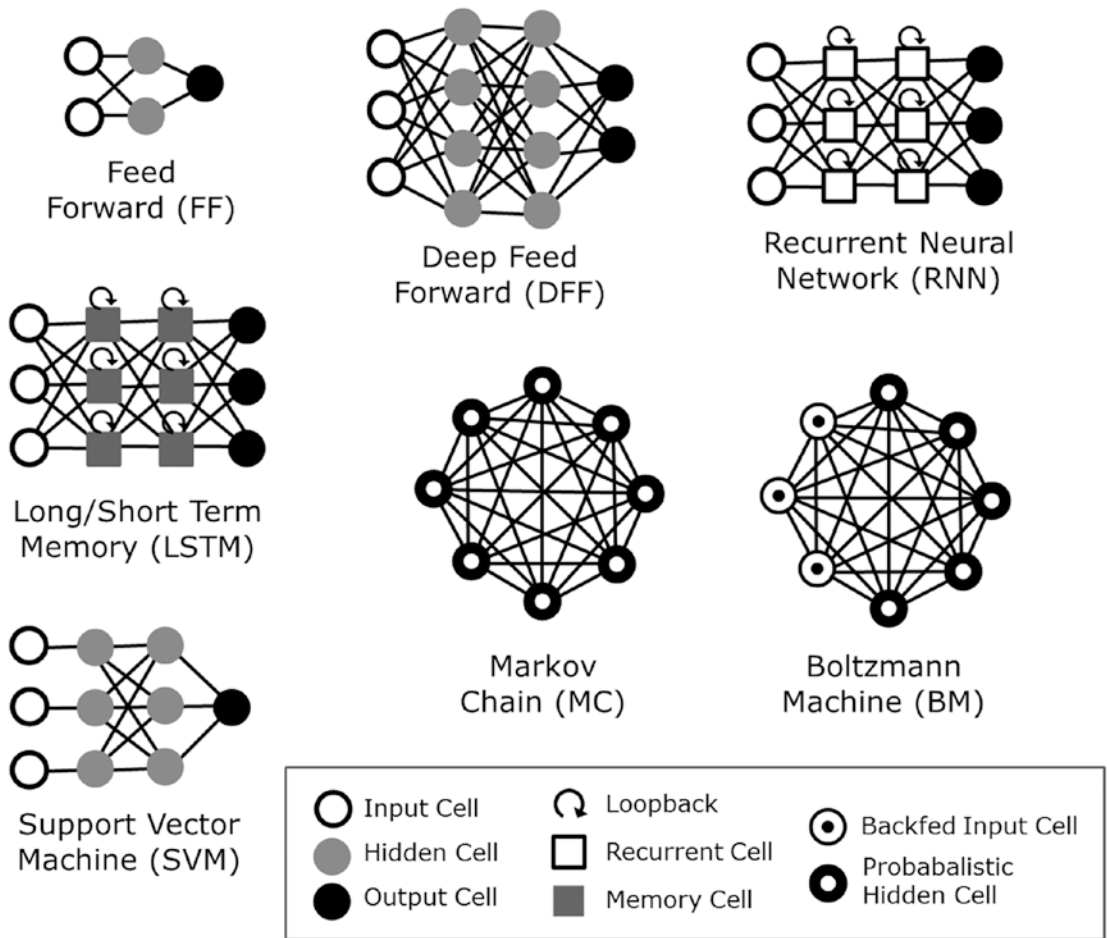 Feed
Forward (FF)
Deep Feed
Forward (DFF)
Recurrent Neural
Network (RNN)
Long/Short Term
Memory (LSTM)
Markov
Chain (MC)
Boltzmann
Machine (BM)
Support Vector
Machine (SVM)
Input Cell
Hidden Cell
Output Cell
Loopback
Recurrent Cell
Memory Cell
Backfed Input Cell
Probabalistic
Hidden Cell